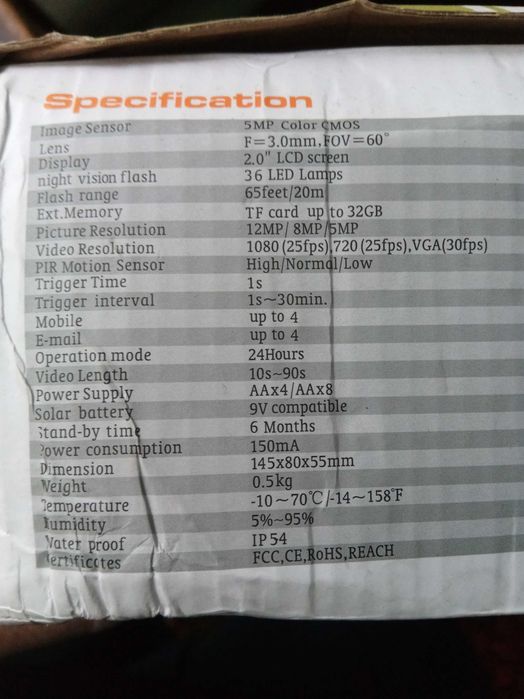 Specification
Image Sensor 5MP Color CMOS
Lens F=3.0mm,FOV=60°
Display 2.0" LCD screen
night vision flash 36 LED Lamps
Flash range 65feet/20m
Ext.Memory TF card up to 32GB
Picture Resolution 12MP/8MP/5MP
Video Resolution 1080(25fps),720(25fps),VGA(30fps)
PIR Motion Sensor High/Normal/Low
Trigger Time 1s
Trigger interval 1s~30min.
Mobile up to 4
E-mail up to 4
Operation mode 24Hours
Video Length 10s~90s
Power Supply AAx4/AAx8
Solar battery 9V compatible
Stand-by time 6 Months
Power consumption 150mA
Dimension 145x80x55mm
Weight 0.5kg
Temperature -10~70℃/-14~158°F
Humidity 5%~95%
Water proof IP54
Certificates FCC,CE,RoHS,REACH